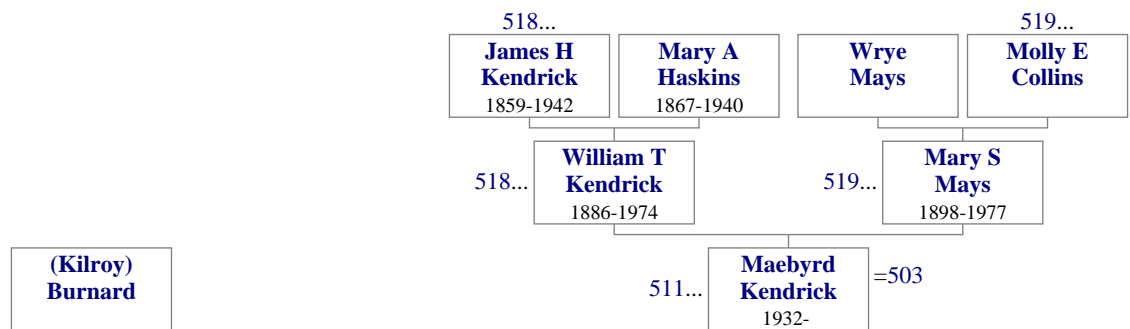 518...
519...
James H
Kendrick
1859-1942
Mary A
Haskins
1867-1940
Wrye
Mays
Molly E
Collins
518...
William T
Kendrick
1886-1974
519...
Mary S
Mays
1898-1977
(Kilroy)
Burnard
511...
Maebyrd
Kendrick
1932-
=503